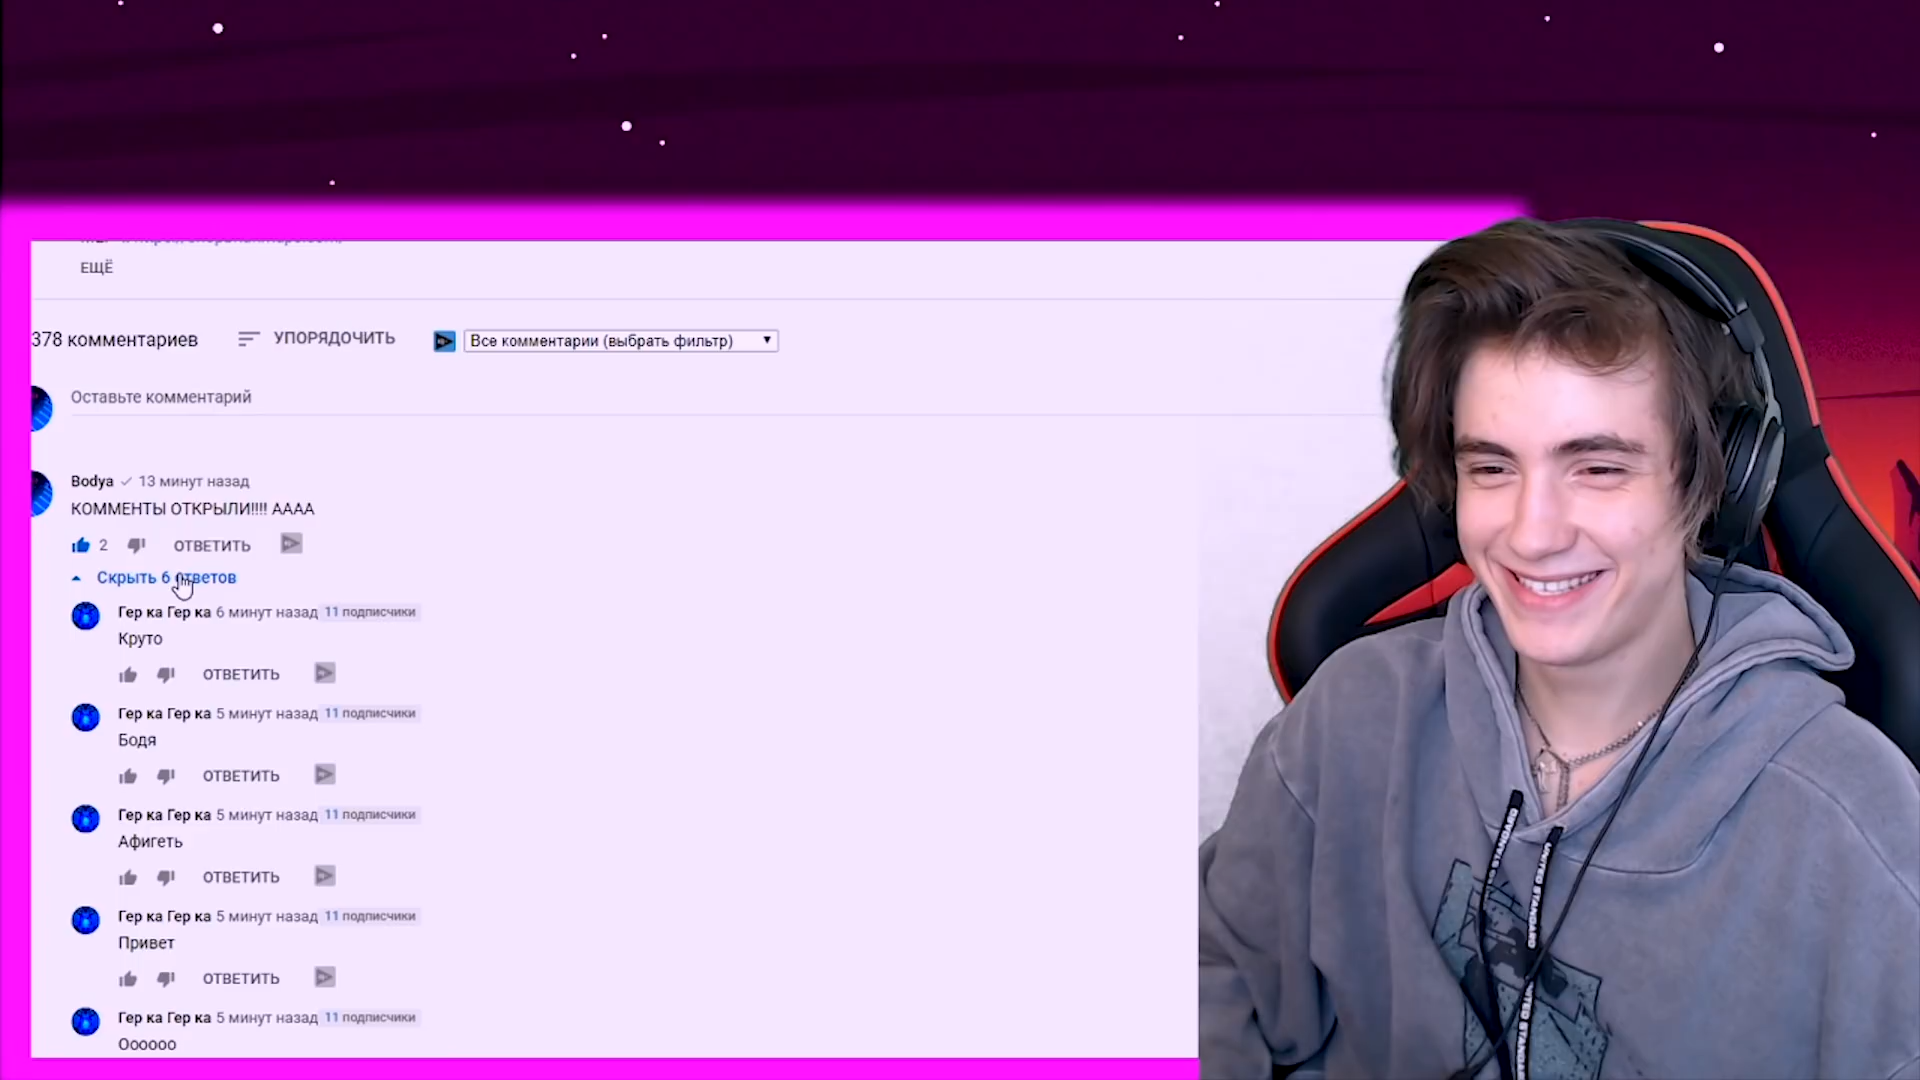 ЕЩЁ
378 комментариев
УПОРЯДОЧИТЬ
Все комментарии (выбрать фильтр)
Оставьте комментарий
Bodya 13 минут назад
КОММЕНТЫ ОТКРЫЛИ!!!! АААА
2 ОТВЕТИТЬ
Скрыть 6 ответов
Гер ка Гер ка 6 минут назад 11 подписчики
Круто
ОТВЕТИТЬ
Гер ка Гер ка 5 минут назад 11 подписчики
Бодя
ОТВЕТИТЬ
Гер ка Гер ка 5 минут назад 11 подписчики
Афигеть
ОТВЕТИТЬ
Гер ка Гер ка 5 минут назад 11 подписчики
Привет
ОТВЕТИТЬ
Гер ка Гер ка 5 минут назад 11 подписчики
Оооооо
UNITED STANDARD